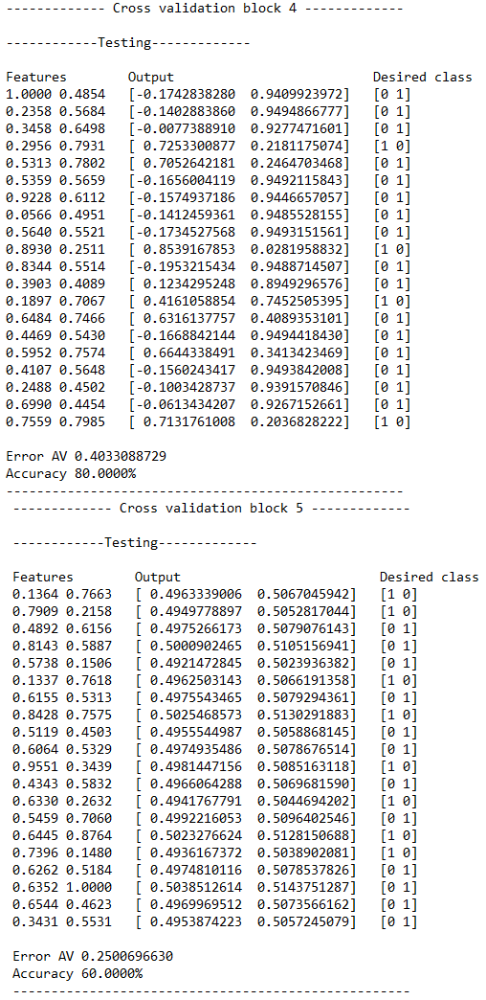 ------------- Cross validation block 4 -------------
------------Testing-------------
Features        Output                             Desired class
1.0000 0.4854   [-0.1742838280  0.9409923972]   [0 1]
0.2358 0.5684   [-0.1402883860  0.9494866777]   [0 1]
0.3458 0.6498   [-0.0077388910  0.9277471601]   [0 1]
0.2956 0.7931   [ 0.7253300877  0.2181175074]   [1 0]
0.5313 0.7802   [ 0.7052642181  0.2464703468]   [0 1]
0.5359 0.5659   [-0.1656004119  0.9492115843]   [0 1]
0.9228 0.6112   [-0.1574937186  0.9446657057]   [0 1]
0.0566 0.4951   [-0.1412459361  0.9485528155]   [0 1]
0.5640 0.5521   [-0.1734527568  0.9493151561]   [0 1]
0.8930 0.2511   [ 0.8539167853  0.0281958832]   [1 0]
0.8344 0.5514   [-0.1953215434  0.9488714507]   [0 1]
0.3903 0.4089   [ 0.1234295248  0.8949296576]   [0 1]
0.1897 0.7067   [ 0.4161058854  0.7452505395]   [1 0]
0.6484 0.7466   [ 0.6316137757  0.4089353101]   [0 1]
0.4469 0.5430   [-0.1668842144  0.9494418430]   [0 1]
0.5952 0.7574   [ 0.6644338491  0.3413423469]   [0 1]
0.4107 0.5648   [-0.1560243417  0.9493842008]   [0 1]
0.2488 0.4502   [-0.1003428737  0.9391570846]   [0 1]
0.6990 0.4454   [-0.0613434207  0.9267152661]   [0 1]
0.7559 0.7985   [ 0.7131761008  0.2036828222]   [1 0]
Error AV 0.4033088729
Accuracy 80.0000%
----------------------------------------------------
------------- Cross validation block 5 -------------
------------Testing-------------
Features        Output                             Desired class
0.1364 0.7663   [ 0.4963339006  0.5067045942]   [1 0]
0.7909 0.2158   [ 0.4949778897  0.5052817044]   [1 0]
0.4892 0.6156   [ 0.4975266173  0.5079076143]   [0 1]
0.8143 0.5887   [ 0.5000902465  0.5105156941]   [0 1]
0.5738 0.1506   [ 0.4921472845  0.5023936382]   [0 1]
0.1337 0.7618   [ 0.4962503143  0.5066191358]   [1 0]
0.6155 0.5313   [ 0.4975543465  0.5079294361]   [0 1]
0.8428 0.7575   [ 0.5025468573  0.5130291883]   [1 0]
0.5119 0.4503   [ 0.4955544987  0.5058868145]   [0 1]
0.6064 0.5329   [ 0.4974935486  0.5078676514]   [0 1]
0.9551 0.3439   [ 0.4981447156  0.5085163118]   [1 0]
0.4343 0.5832   [ 0.4966064288  0.5069681590]   [0 1]
0.6330 0.2632   [ 0.4941767791  0.5044694202]   [1 0]
0.5459 0.7060   [ 0.4992216053  0.5096402546]   [0 1]
0.6445 0.8764   [ 0.5023276624  0.5128150688]   [1 0]
0.7396 0.1480   [ 0.4936167372  0.5038902081]   [1 0]
0.6262 0.5184   [ 0.4974810116  0.5078537826]   [0 1]
0.6352 1.0000   [ 0.5038512614  0.5143751287]   [0 1]
0.6544 0.4623   [ 0.4969969512  0.5073566162]   [0 1]
0.3431 0.5531   [ 0.4953874223  0.5057245079]   [0 1]
Error AV 0.2500696630
Accuracy 60.0000%
----------------------------------------------------